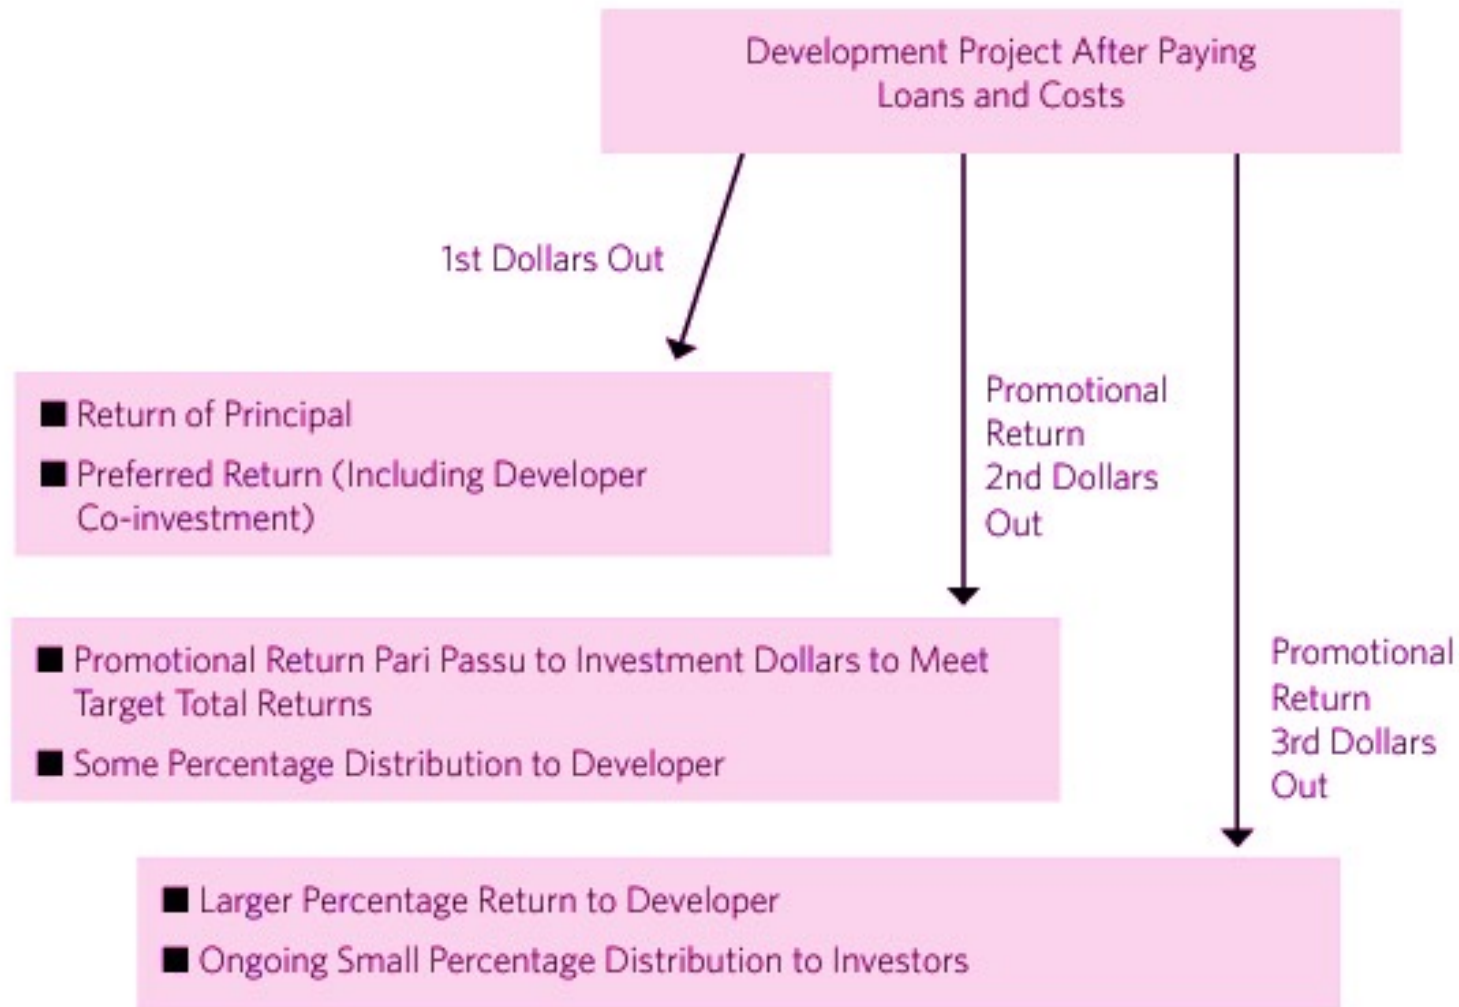 Development Project After Paying
Loans and Costs
1st Dollars Out
■ Return of Principal
■ Preferred Return (Including Developer
Co-investment)
Promotional
Return
2nd Dollars
Out
■ Promotional Return Pari Passu to Investment Dollars to Meet
Target Total Returns
■ Some Percentage Distribution to Developer
Promotional
Return
3rd Dollars
Out
■ Larger Percentage Return to Developer
■ Ongoing Small Percentage Distribution to Investors